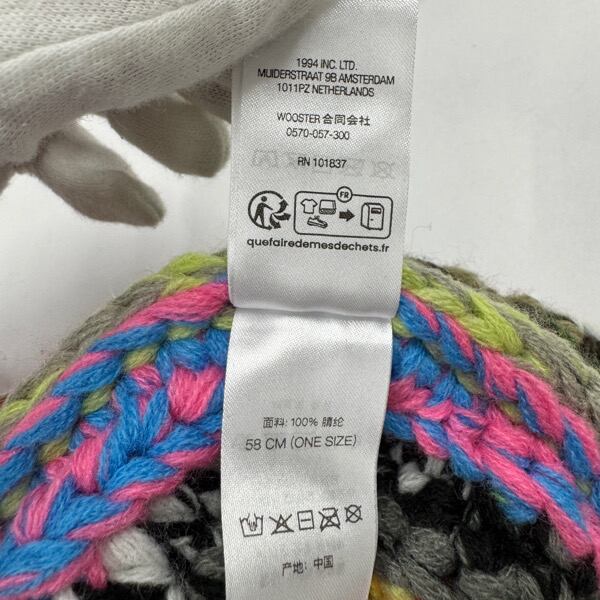 1994 INC. LTD.
MUIDERSTRAAT 9B AMSTERDAM
1011PZ NETHERLANDS
WOOSTER 合同会社
0570-057-300
RN 101837
FR
quefairedemesdechets.fr
面料: 100% 腈纶
58 CM (ONE SIZE)
产地: 中国